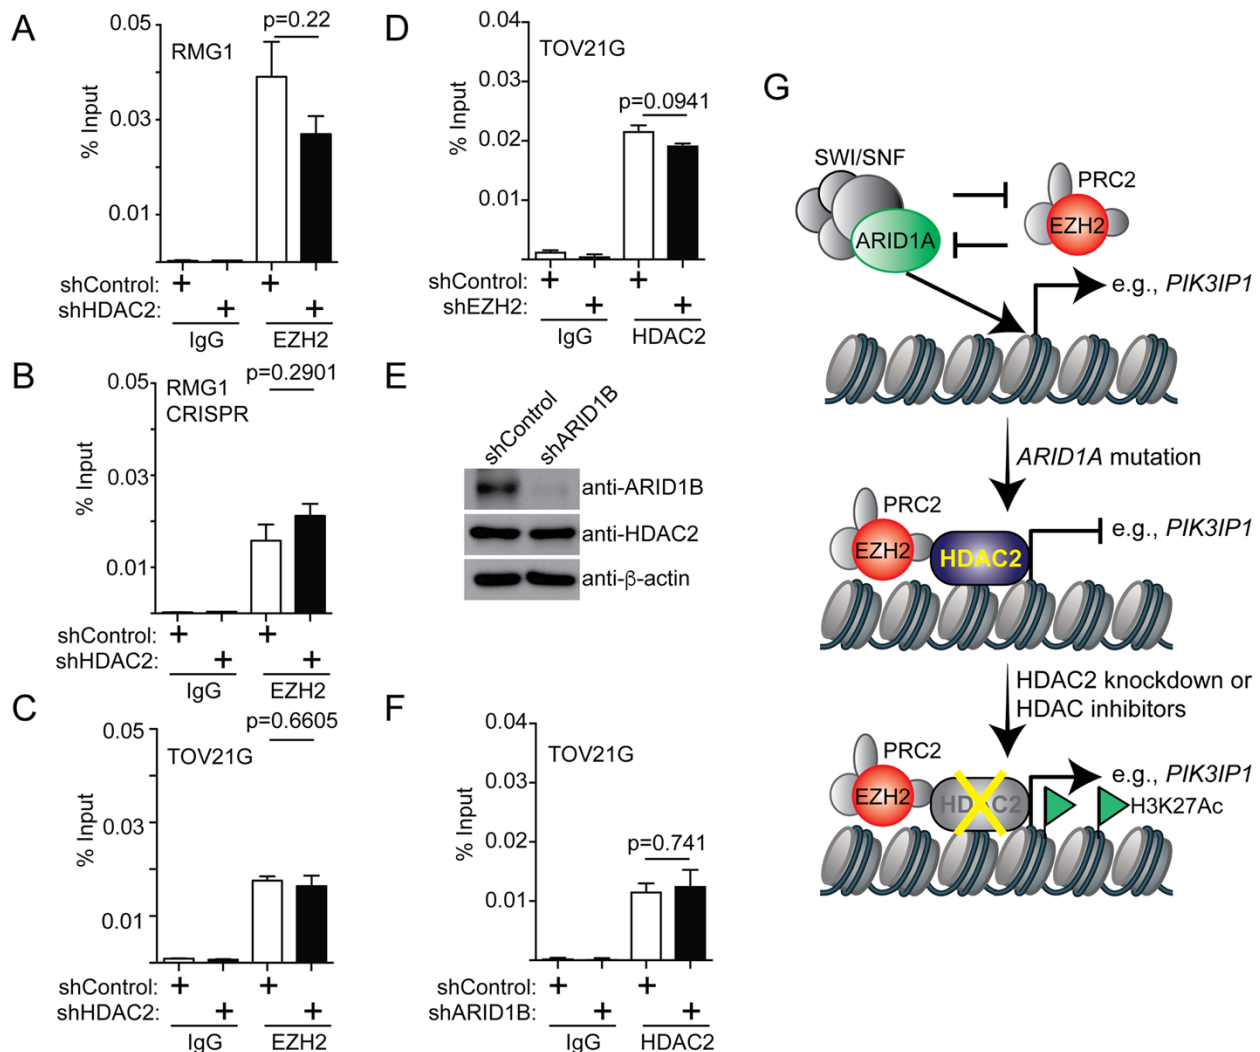 A
RMG1
p=0.22
% Input
0.05
0.03
0.01
shControl: + +
shHDAC2: + +
IgG EZH2
B
RMG1
CRISPR
p=0.2901
% Input
0.05
0.03
0.01
shControl: + +
shHDAC2: + +
IgG EZH2
C
TOV21G
p=0.6605
% Input
0.05
0.03
0.01
shControl: + +
shHDAC2: + +
IgG EZH2
D
TOV21G
p=0.0941
% Input
0.04
0.04
0.02
0.01
shControl: + +
shEZH2: + +
IgG HDAC2
E
shControl
shARID1B
anti-ARID1B
anti-HDAC2
anti-β-actin
F
TOV21G
p=0.741
% Input
0.04
0.03
0.02
0.01
shControl: + +
shARID1B: + +
IgG HDAC2
G
SWI/SNF
ARID1A
PRC2
EZH2
e.g., PIK3IP1
ARID1A mutation
PRC2
EZH2
HDAC2
e.g., PIK3IP1
HDAC2 knockdown or
HDAC inhibitors
PRC2
EZH2
HDAC2
e.g., PIK3IP1
H3K27Ac